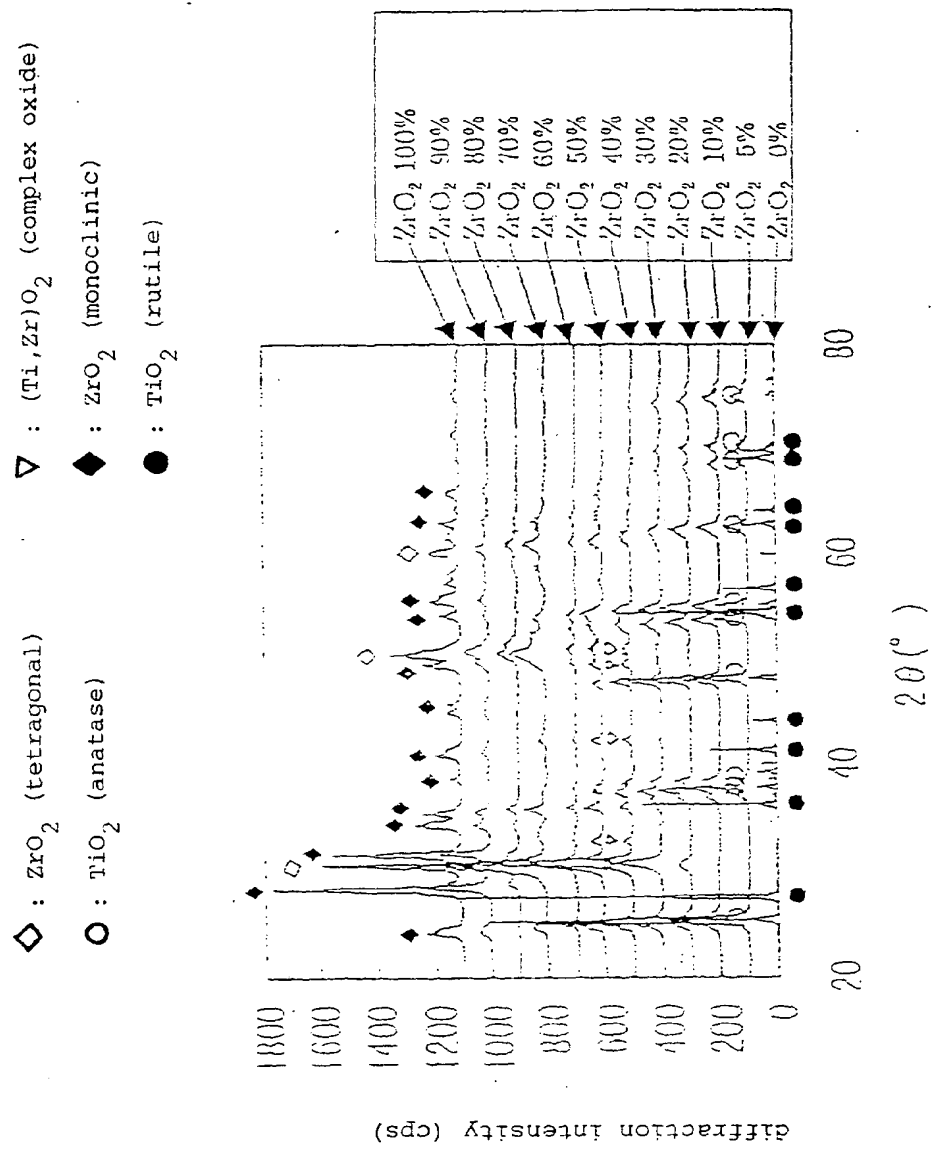 ◇ : ZrO2 (tetragonal)
▽ : (Ti,Zr)O2 (complex oxide)
○ : TiO2 (anatase)
◆ : ZrO2 (monoclinic)
● : TiO2 (rutile)
diffraction intensity (cps)
1800
1600
1400
1200
1000
800
600
400
200
0
20
40
60
80
2θ(°)
ZrO2 100%
ZrO2 90%
ZrO2 80%
ZrO2 70%
ZrO2 60%
ZrO2 50%
ZrO2 40%
ZrO2 30%
ZrO2 20%
ZrO2 10%
ZrO2 5%
ZrO2 0%